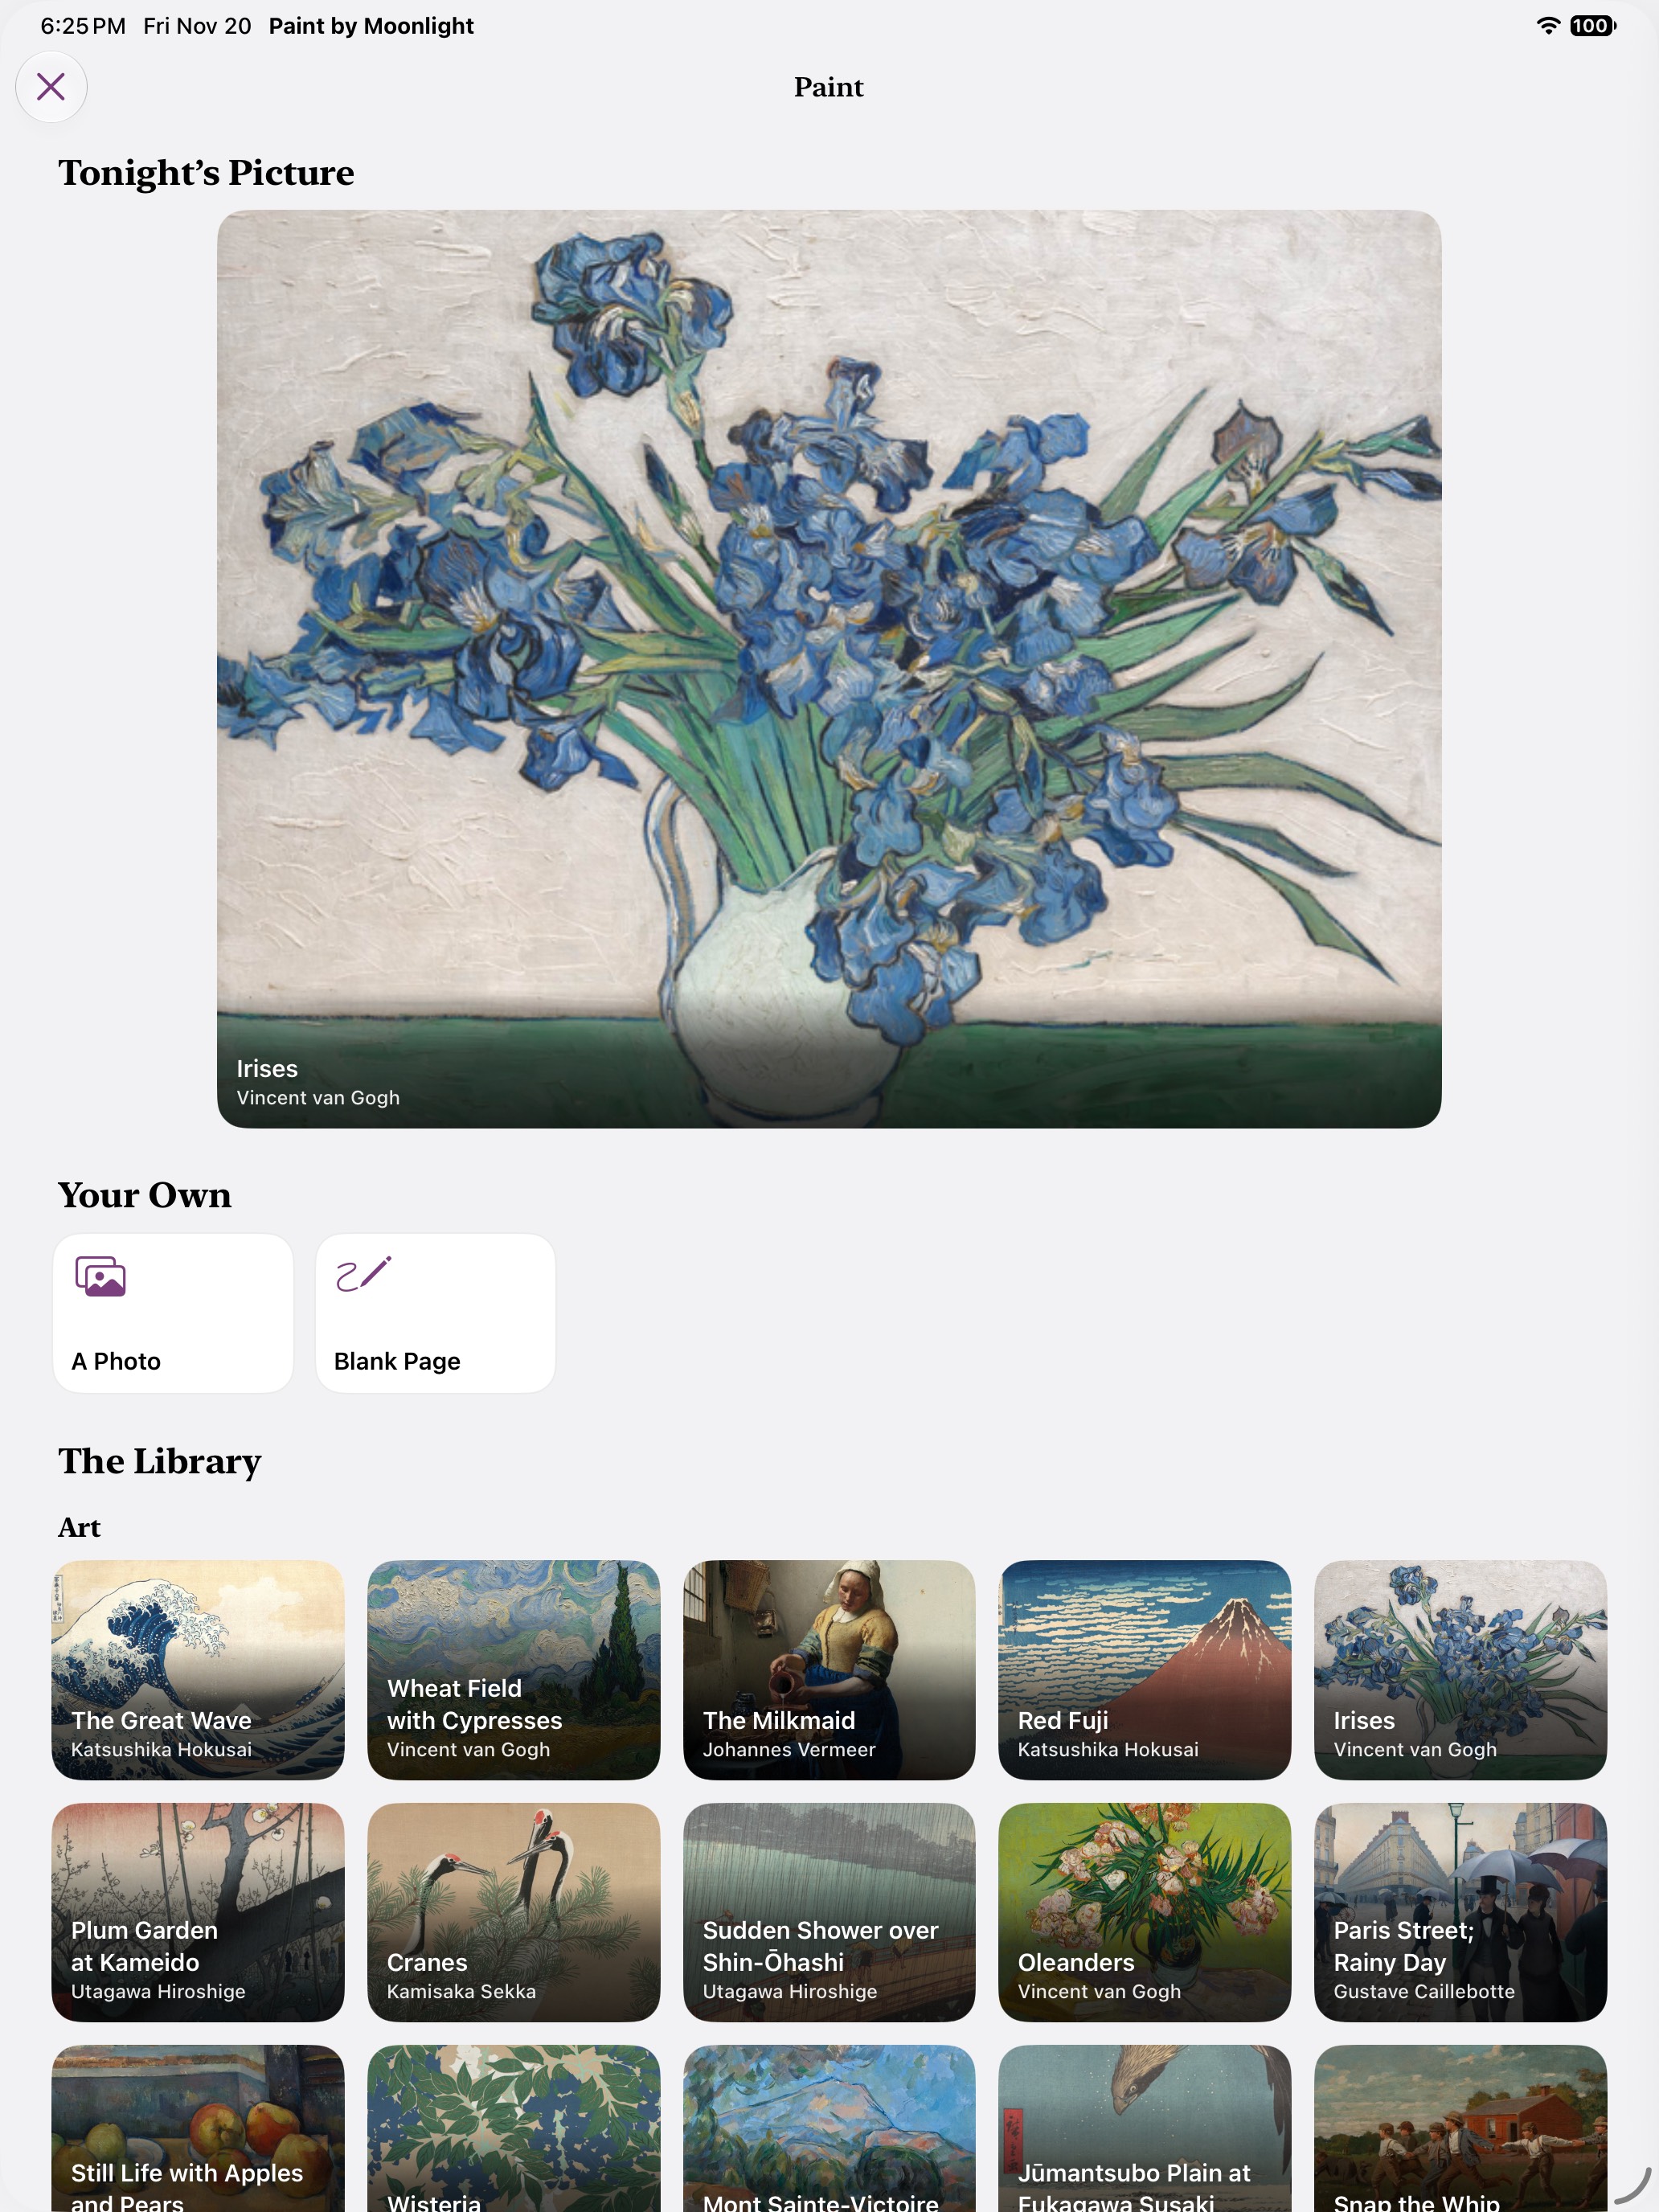 6:25 PM Fri Nov 20 Paint by Moonlight
100
Paint
Tonight’s Picture
Irises
Vincent van Gogh
Your Own
A Photo
Blank Page
The Library
Art
The Great Wave
Katsushika Hokusai
Wheat Field
with Cypresses
Vincent van Gogh
The Milkmaid
Johannes Vermeer
Red Fuji
Katsushika Hokusai
Irises
Vincent van Gogh
Plum Garden
at Kameido
Utagawa Hiroshige
Cranes
Kamisaka Sekka
Sudden Shower over
Shin-Ōhashi
Utagawa Hiroshige
Oleanders
Vincent van Gogh
Paris Street;
Rainy Day
Gustave Caillebotte
Still Life with Apples
and Pears
Wisteria
Mont Sainte-Victoire
Jūmantsubo Plain at
Fukagawa Susaki
Snap the Whip